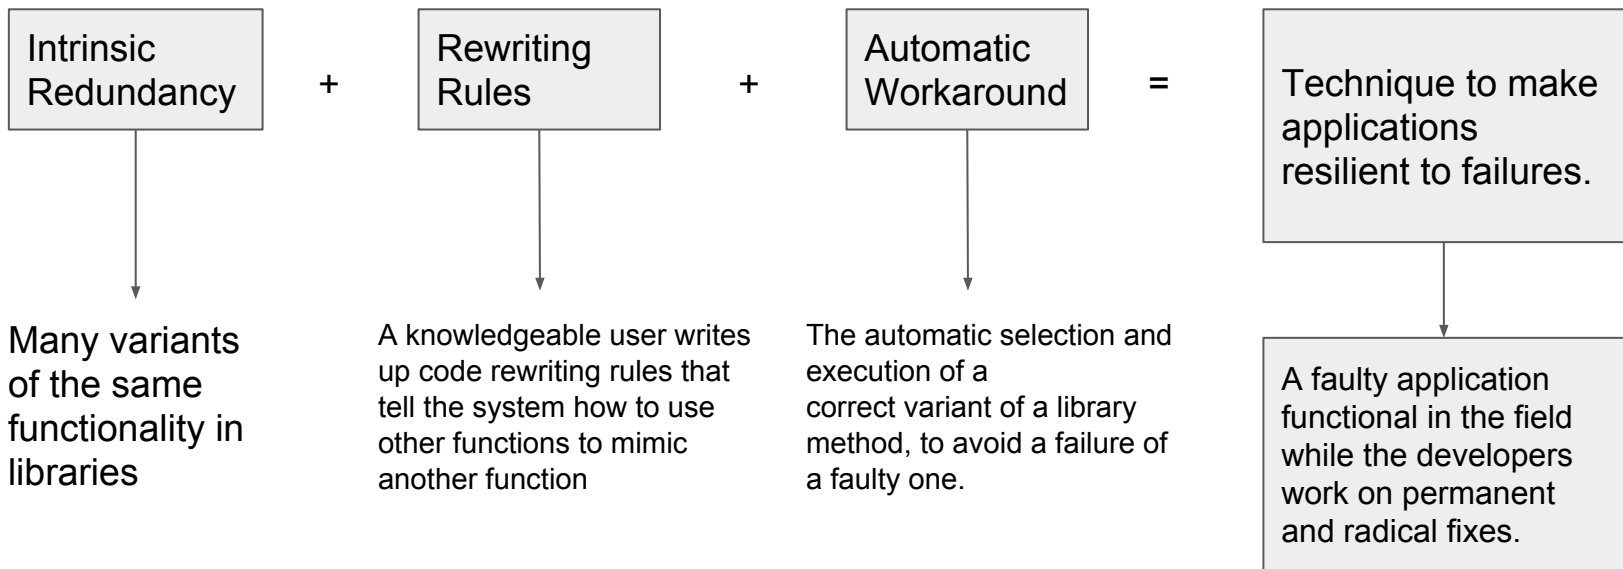 Intrinsic
Redundancy
+
Rewriting
Rules
+
Automatic
Workaround
=
Technique to make
applications
resilient to failures.
Many variants
of the same
functionality in
libraries
A knowledgeable user writes
up code rewriting rules that
tell the system how to use
other functions to mimic
another function
The automatic selection and
execution of a
correct variant of a library
method, to avoid a failure of
a faulty one.
A faulty application
functional in the field
while the developers
work on permanent
and radical fixes.